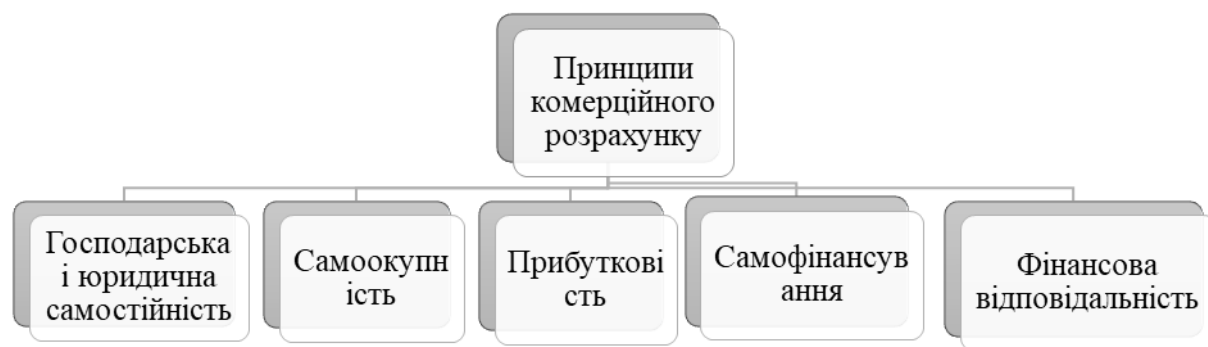 Принципи
комерційного
розрахунку
Господарська
і юридична
самостійність
Самоокупн
ість
Прибуткові
сть
Самофінансув
ання
Фінансова
відповідальність